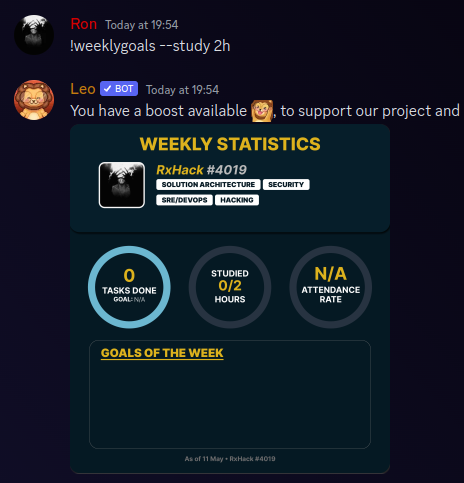 Ron Today at 19:54
!weeklygoals --study 2h
Leo ✓ BOT Today at 19:54
You have a boost available 🦁, to support our project and
WEEKLY STATISTICS
RxHack #4019
SOLUTION ARCHITECTURE SECURITY
SRE/DEVOPS HACKING
0
TASKS DONE
GOAL: N/A
STUDIED
0/2
HOURS
N/A
ATTENDANCE
RATE
GOALS OF THE WEEK
As of 11 May • RxHack #4019